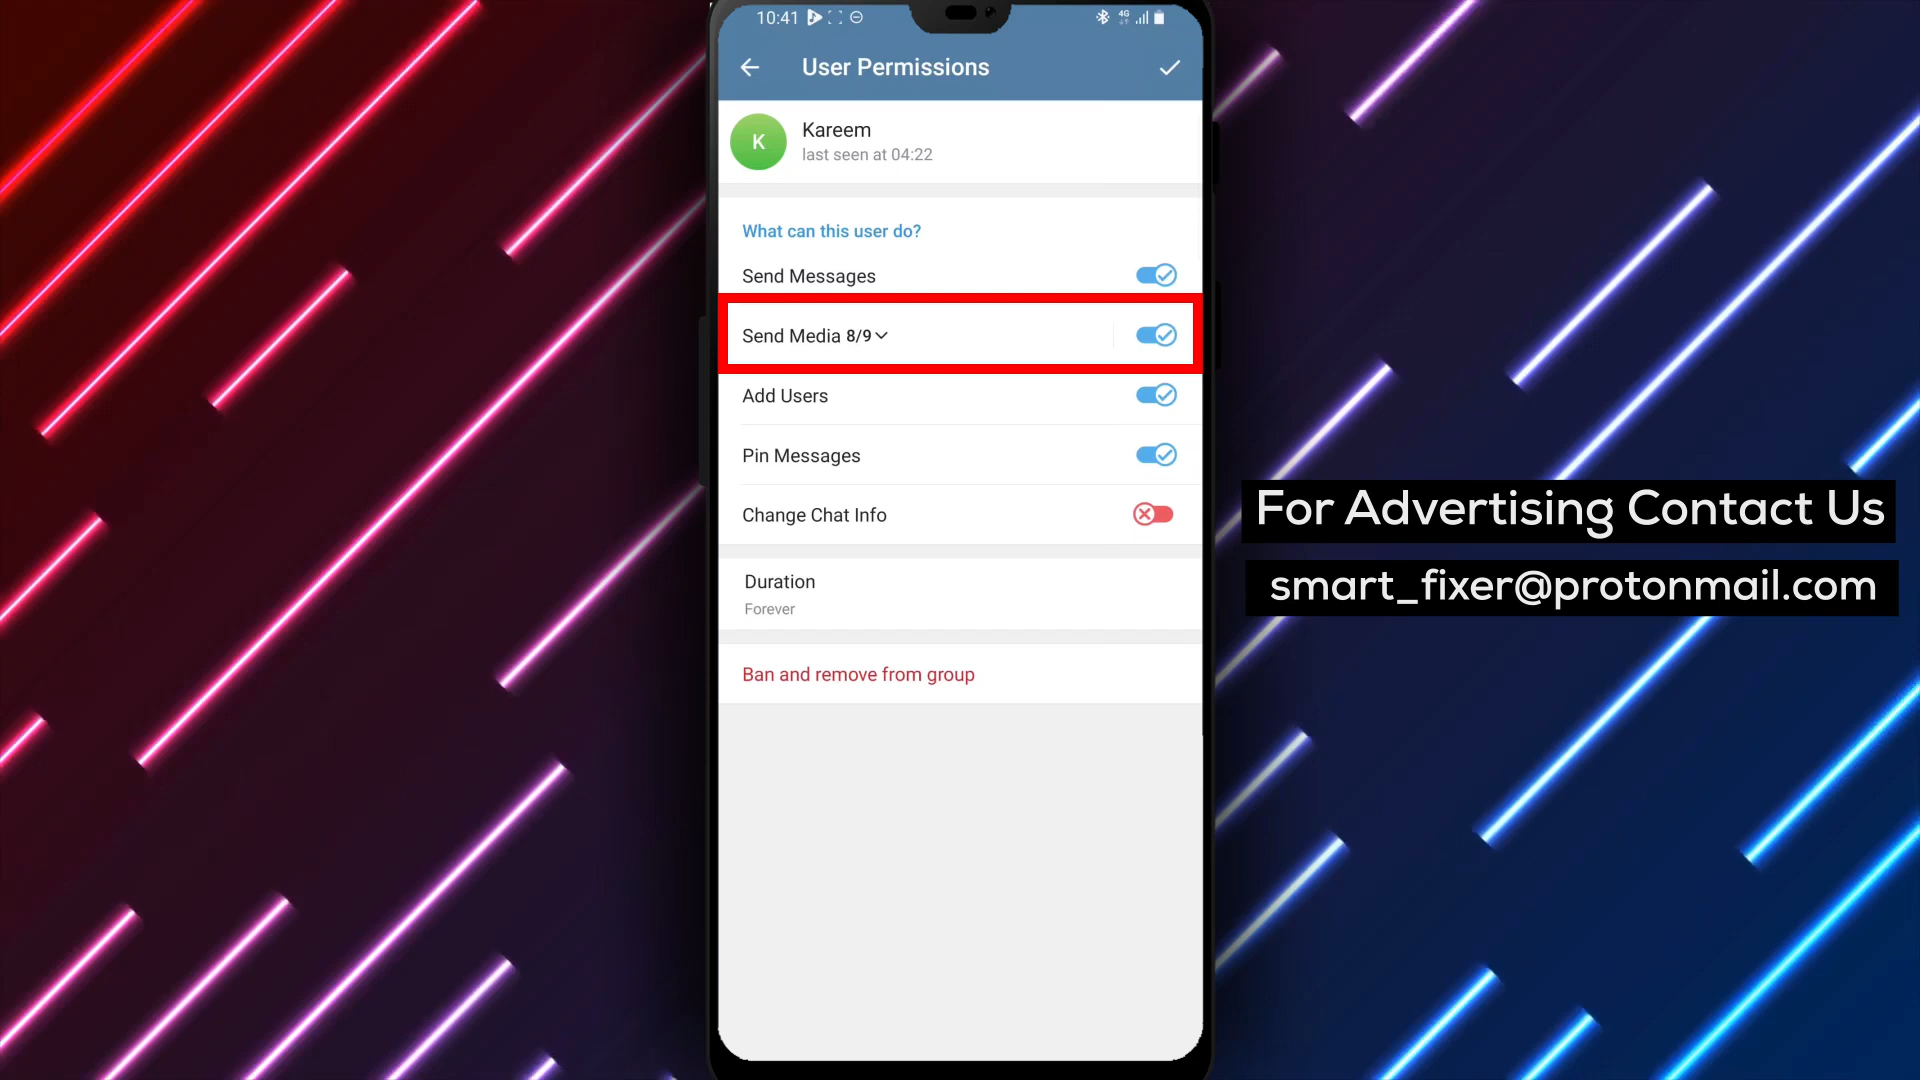 10:41
4G
User Permissions
K
Kareem
last seen at 04:22
What can this user do?
Send Messages
Send Media 8/9
Add Users
Pin Messages
Change Chat Info
Duration
Forever
Ban and remove from group
For Advertising Contact Us
smart_fixer@protonmail.com